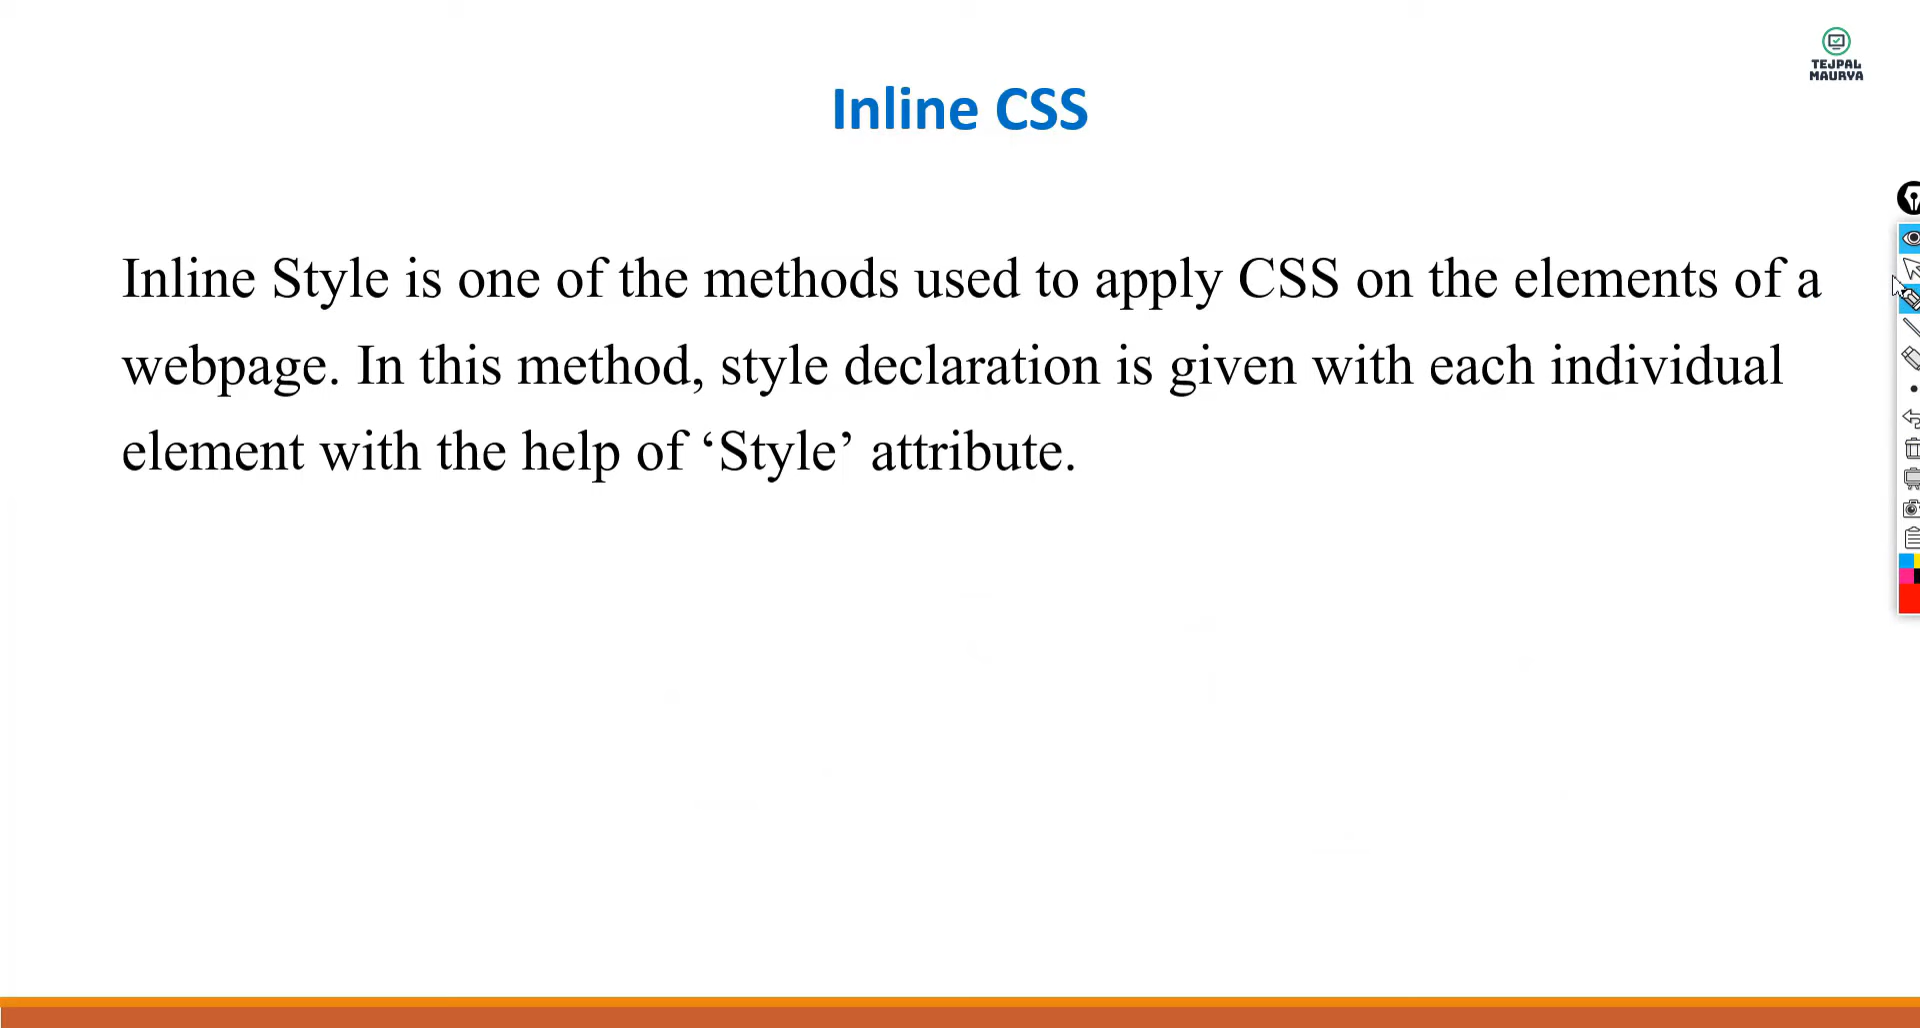 TEJPAL
MAURYA
Inline CSS
Inline Style is one of the methods used to apply CSS on the elements of a
webpage. In this method, style declaration is given with each individual
element with the help of ‘Style’ attribute.